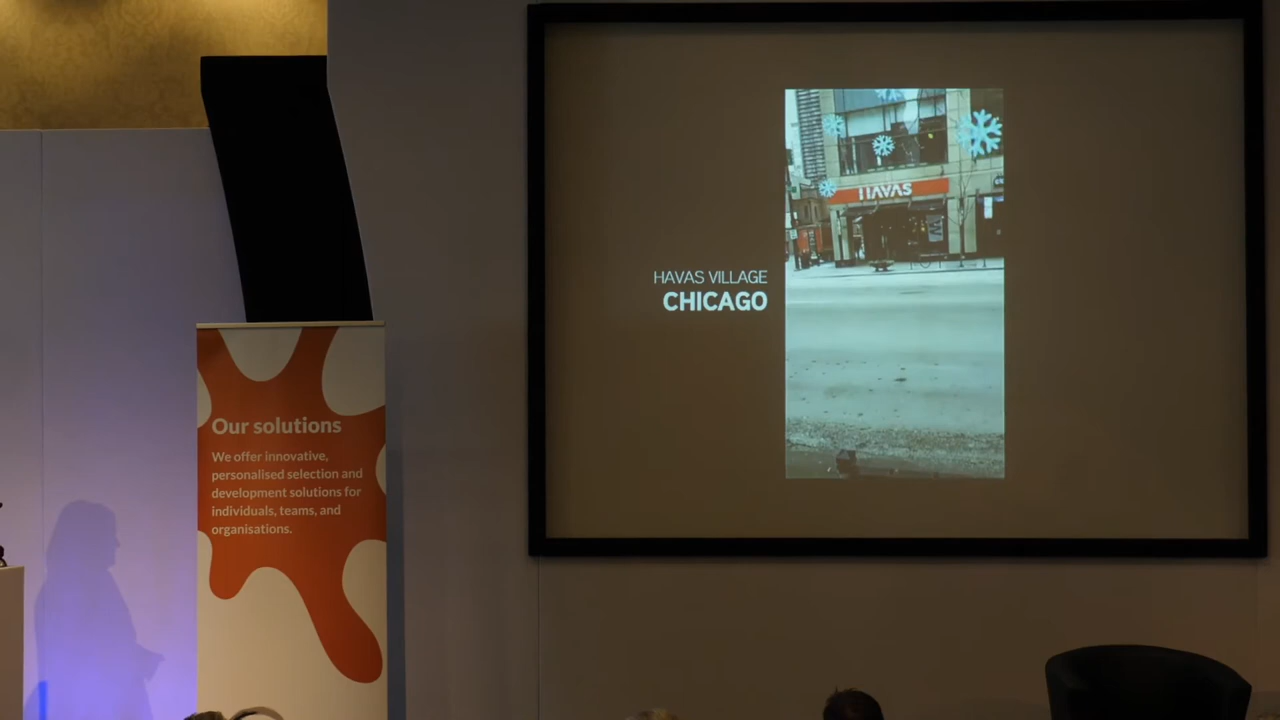 Our solutions
We offer innovative,
personalised selection and
development solutions for
individuals, teams, and
organisations.
HAVAS VILLAGE
CHICAGO
HAVAS